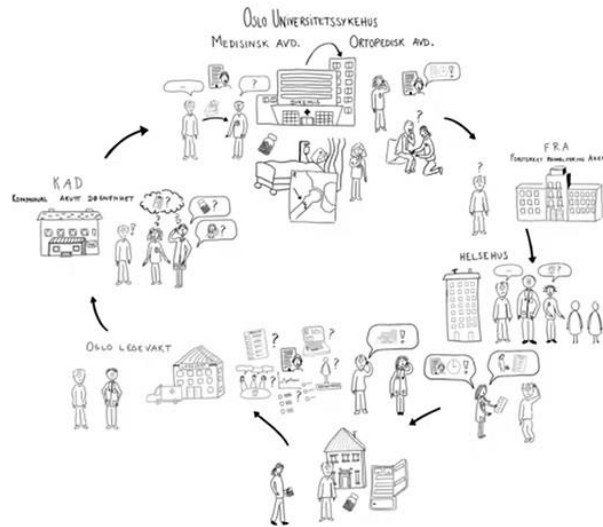 OSLO UNIVERSITETSSYKEHUS
MEDISINSK AVD.
ORTOPEDISK AVD.
FRA
KAD
KOMMUNAL AKUTT DØGNENHET
HELSEHUS
OSLO LEGEVAKT